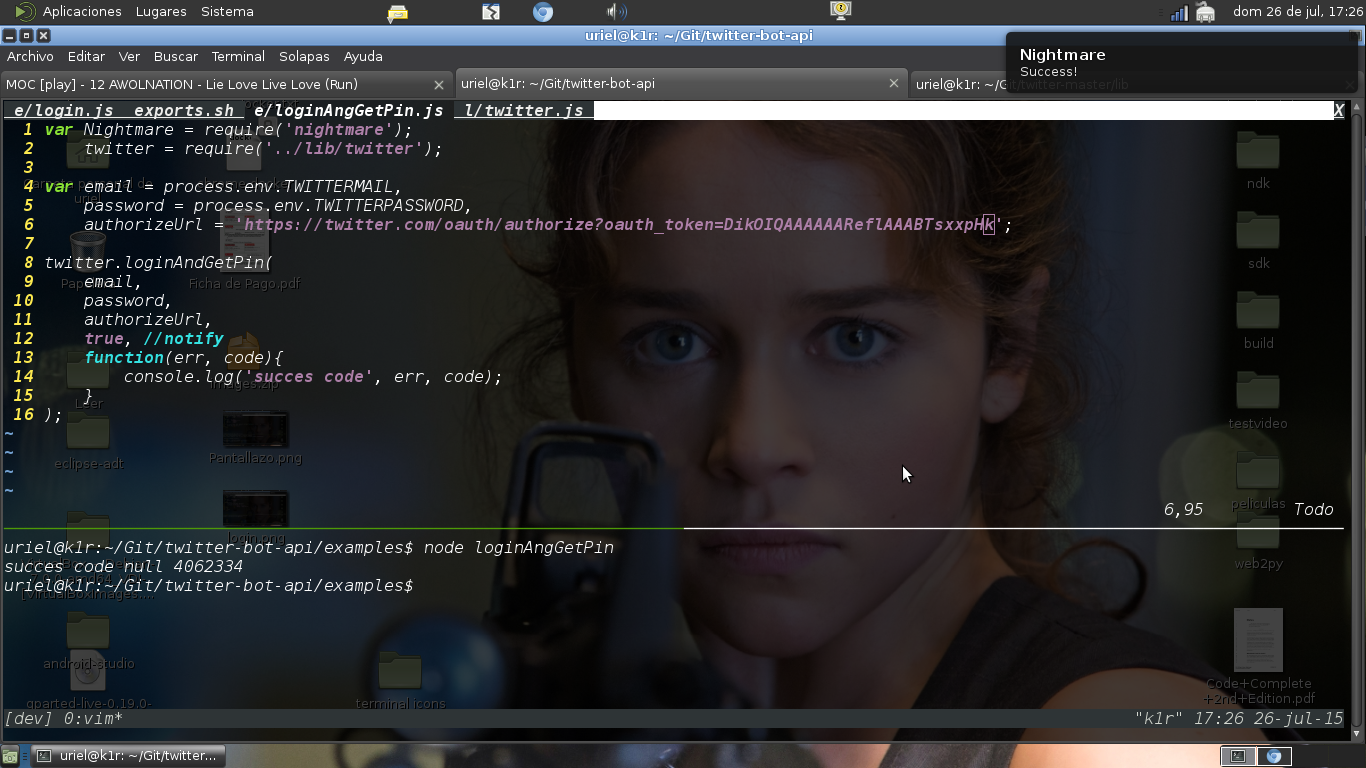 Aplicaciones Lugares Sistema
dom 26 de jul, 17:26
uriel@k1r: ~/Git/twitter-bot-api
Archivo Editar Ver Buscar Terminal Solapas Ayuda
Nightmare
Success!
MOC [play] - 12 AWOLNATION - Lie Love Live Love (Run)
uriel@k1r: ~/Git/twitter-bot-api
uriel@k1r: ~/Git/twitter-master/lib
e/login.js exports.sh e/loginAngGetPin.js l/twitter.js X
1 var Nightmare = require('nightmare');
2 twitter = require('../lib/twitter');
3
4 var email = process.env.TWITTERMAIL,
5 password = process.env.TWITTERPASSWORD,
6 authorizeUrl = 'https://twitter.com/oauth/authorize?oauth_token=DikOIQAAAAAAReflAAABTsxxpHk';
7
8 twitter.loginAndGetPin(
9 email,
10 password,
11 authorizeUrl,
12 true, //notify
13 function(err, code){
14 console.log('succes code', err, code);
15 }
16 );
~
~
~
~
6,95 Todo
uriel@k1r:~/Git/twitter-bot-api/examples$ node loginAngGetPin
succes code null 4062334
uriel@k1r:~/Git/twitter-bot-api/examples$
[dev] 0:vim*
"k1r" 17:26 26-jul-15
Carpeta personal de
uriel
Ficha de Pago.pdf
images.zip
Leer
eclipse-adt
Pantallazo.png
login.png
android-studio
gparted-live-0.19.0-
terminal icons
ndk
sdk
build
testvideo
peliculas
web2py
Code+Complete
+2nd+Edition.pdf
uriel@k1r: ~/Git/twitter...